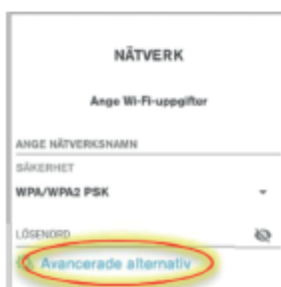 NÄTVERK
Ange Wi-Fi-uppgifter
ANGE NÄTVERKSNAMN
SÄKERHET
WPA/WPA2 PSK
LÖSENORD
Avancerade alternativ